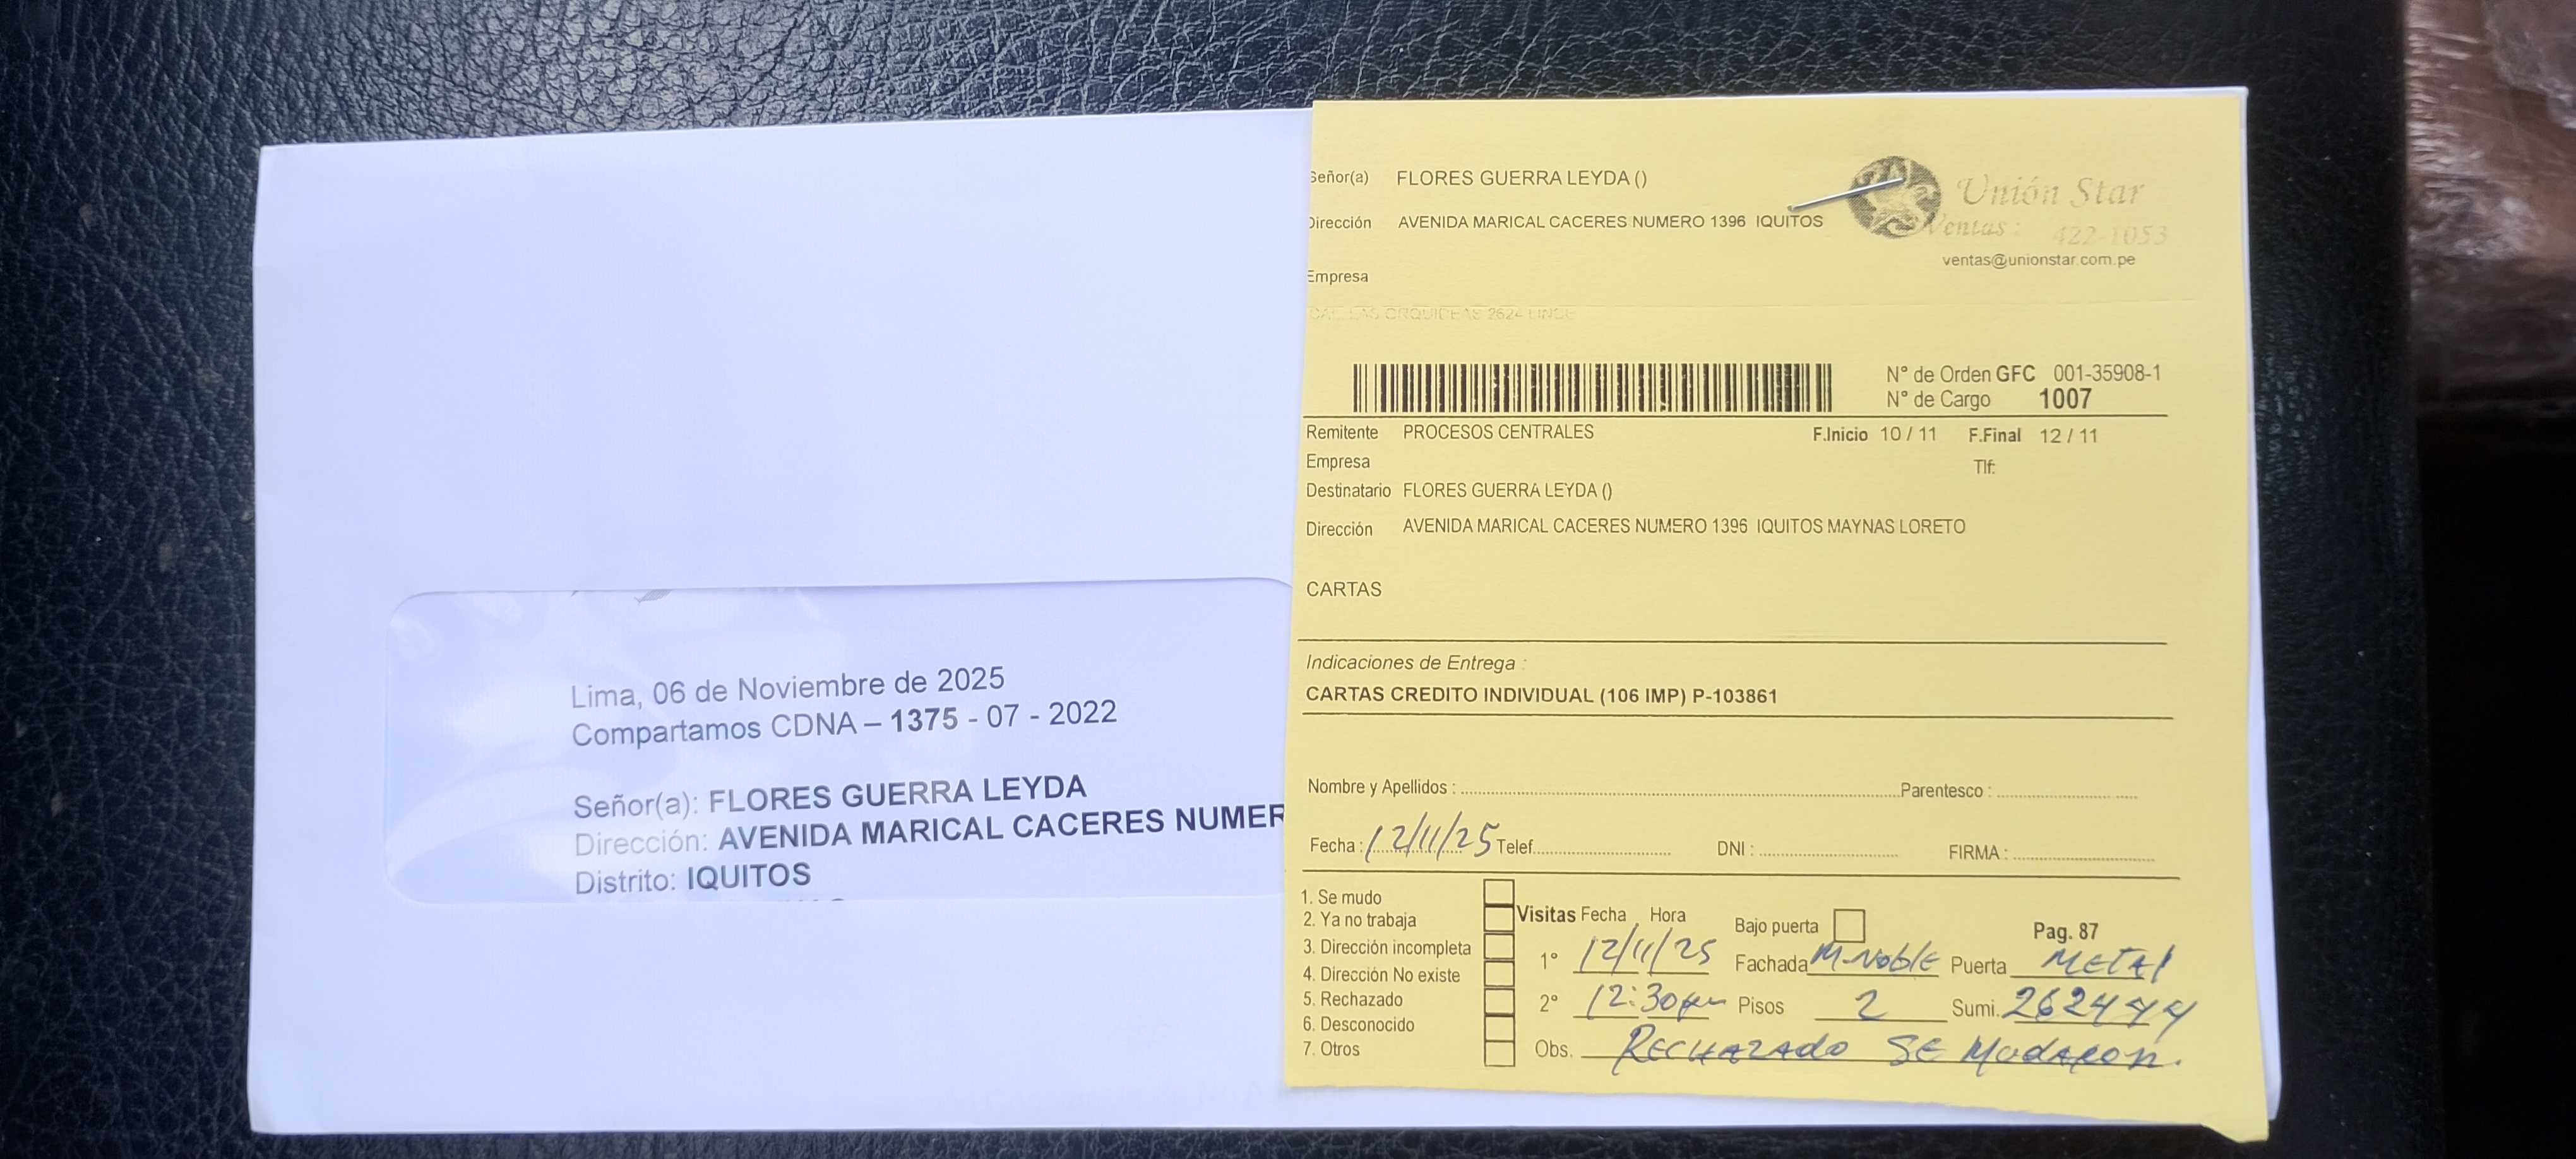 Lima, 06 de Noviembre de 2025
Compartamos CDNA – 1375 - 07 - 2022
Señor(a): FLORES GUERRA LEYDA
Dirección: AVENIDA MARICAL CACERES NUMER
Distrito: IQUITOS
Señor(a) FLORES GUERRA LEYDA ()
Dirección AVENIDA MARICAL CACERES NUMERO 1396 IQUITOS
Empresa
Unión Star
Ventas : 422-1053
ventas@unionstar.com.pe
CAL LAS ORQUIDEAS 2624 LINCE
N° de Orden GFC 001-35908-1
N° de Cargo 1007
Remitente PROCESOS CENTRALES F.Inicio 10 / 11 F.Final 12 / 11
Empresa Tlf:
Destinatario FLORES GUERRA LEYDA ()
Dirección AVENIDA MARICAL CACERES NUMERO 1396 IQUITOS MAYNAS LORETO
CARTAS
Indicaciones de Entrega :
CARTAS CREDITO INDIVIDUAL (106 IMP) P-103861
Nombre y Apellidos : Parentesco :
Fecha : 12/11/25 Telef. DNI : FIRMA :
1. Se mudo
2. Ya no trabaja
3. Dirección incompleta
4. Dirección No existe
5. Rechazado
6. Desconocido
7. Otros
Visitas Fecha Hora Bajo puerta Pag. 87
1° 12/11/25 Fachada M-Noble Puerta METAl
2° 12:30pm Pisos 2 Sumi. 262444
Obs. RECHAZADO SE MUDARON.